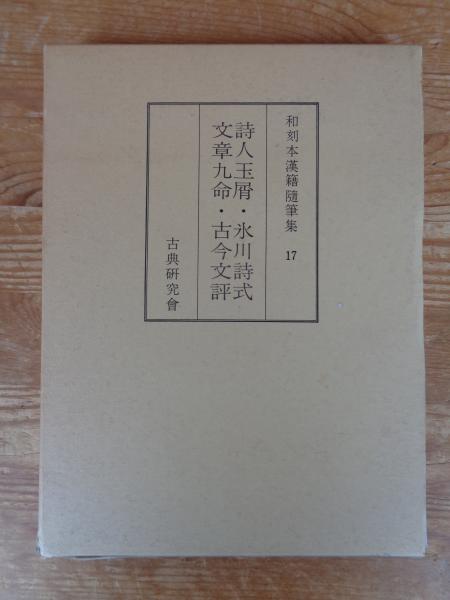 和刻本漢籍隨筆集 17
詩人玉屑・氷川詩式
文章九命・古今文評
古典研究會